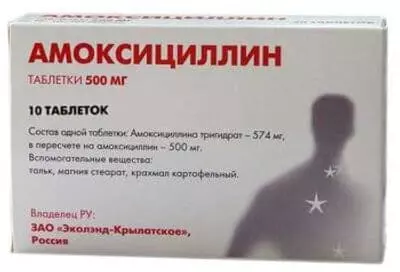 АМОКСИЦИЛЛИН
ТАБЛЕТКИ 500 МГ
10 ТАБЛЕТОК
Состав одной таблетки: Амоксициллина тригидрат – 574 мг,
в пересчете на амоксициллин – 500 мг.
Вспомогательные вещества:
тальк, магния стеарат, крахмал картофельный.
Владелец РУ:
ЗАО «Эколэнд-Крылатское»,
Россия